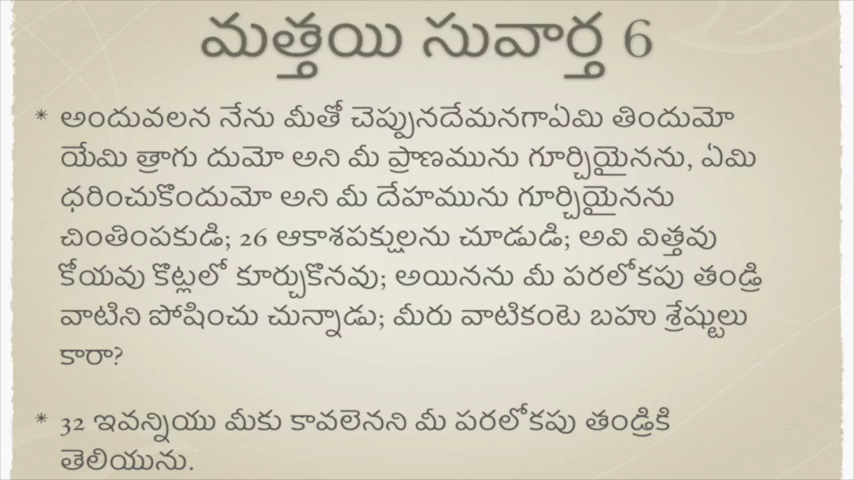 మత్తయి సువార్త 6
* అందువలన నేను మీతో చెప్పునదేమనగాఏమి తిందుమో
యేమి త్రాగు దుమో అని మీ ప్రాణమును గూర్చియైనను, ఏమి
ధరించుకొందుమో అని మీ దేహమును గూర్చియైనను
చింతింపకుడి; 26 ఆకాశపక్షులను చూడుడి; అవి విత్తవు
కోయవు కొట్లలో కూర్చుకొనవు; అయినను మీ పరలోకపు తండ్రి
వాటిని పోషించు చున్నాడు; మీరు వాటికంటె బహు శ్రేష్టులు
కారా?
* 32 ఇవన్నియు మీకు కావలెనని మీ పరలోకపు తండ్రికి
తెలియును.